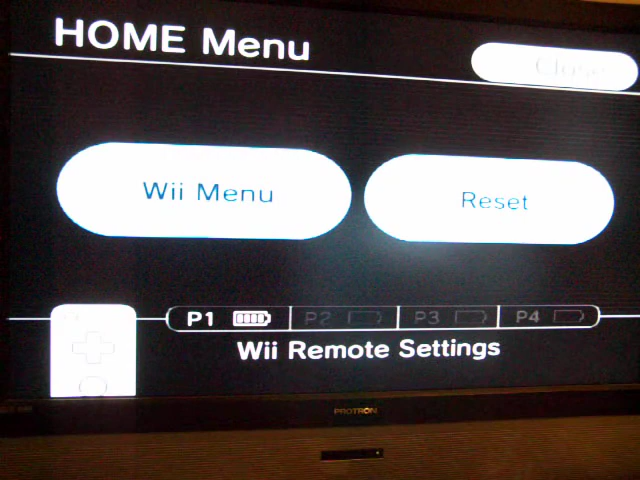 HOME Menu
Close
Wii Menu
Reset
P1 P2 P3 P4
Wii Remote Settings
PROTRON